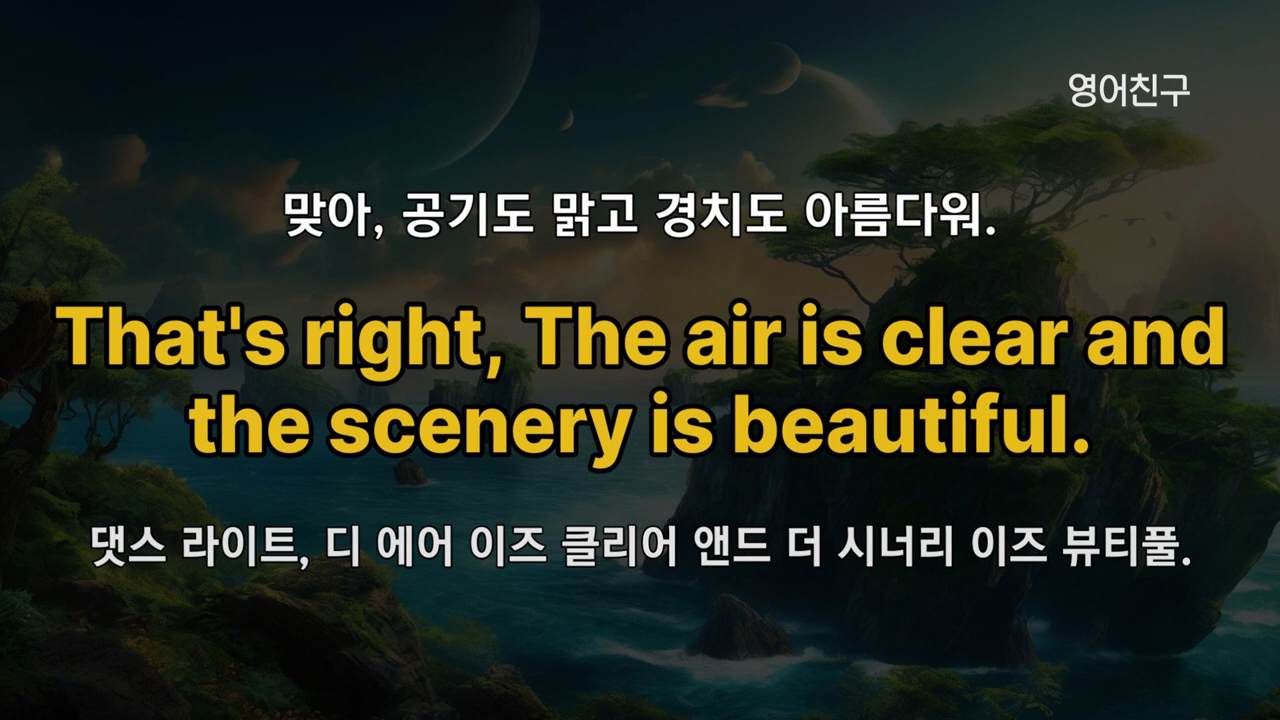 영어친구
맞아, 공기도 맑고 경치도 아름다워.
That's right, The air is clear and
the scenery is beautiful.
댓스 라이트, 디 에어 이즈 클리어 앤드 더 시너리 이즈 뷰티풀.